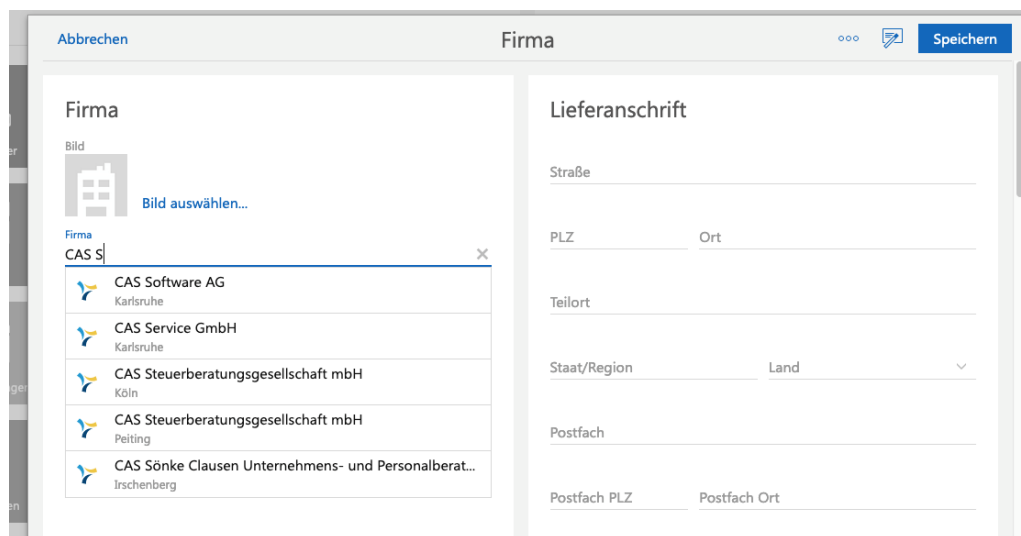 Abbrechen
Firma
Speichern
Firma
Bild
Bild auswählen...
Firma
CAS S
CAS Software AG
Karlsruhe
CAS Service GmbH
Karlsruhe
CAS Steuerberatungsgesellschaft mbH
Köln
CAS Steuerberatungsgesellschaft mbH
Peiting
CAS Sönke Clausen Unternehmens- und Personalberat...
Irschenberg
Lieferanschrift
Straße
PLZ Ort
Teilort
Staat/Region Land
Postfach
Postfach PLZ Postfach Ort